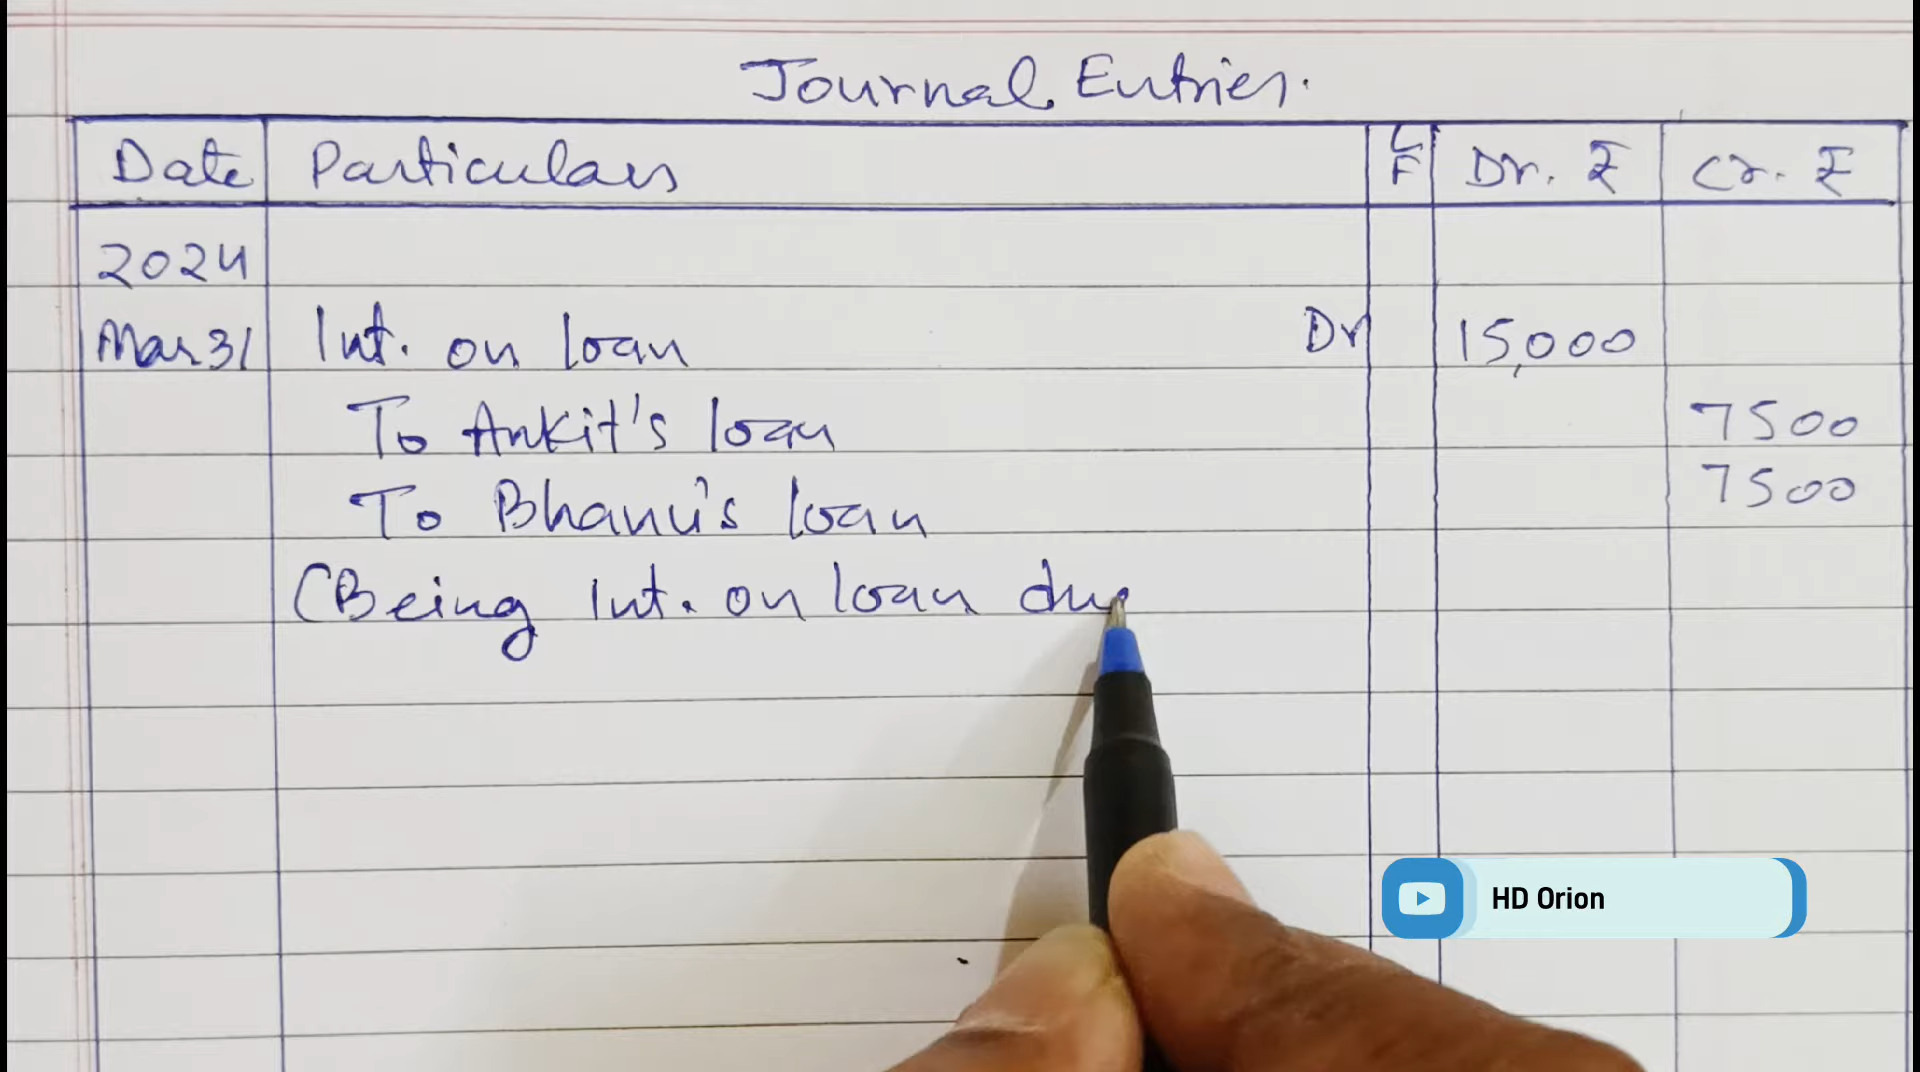 Journal Entries.
Date Particulars LF Dr. ₹ Cr. ₹
2024
Mar 31 Int. on loan Dr 15,000
To Ankit's loan 7500
To Bhanu's loan 7500
(Being Int. on loan due
HD Orion